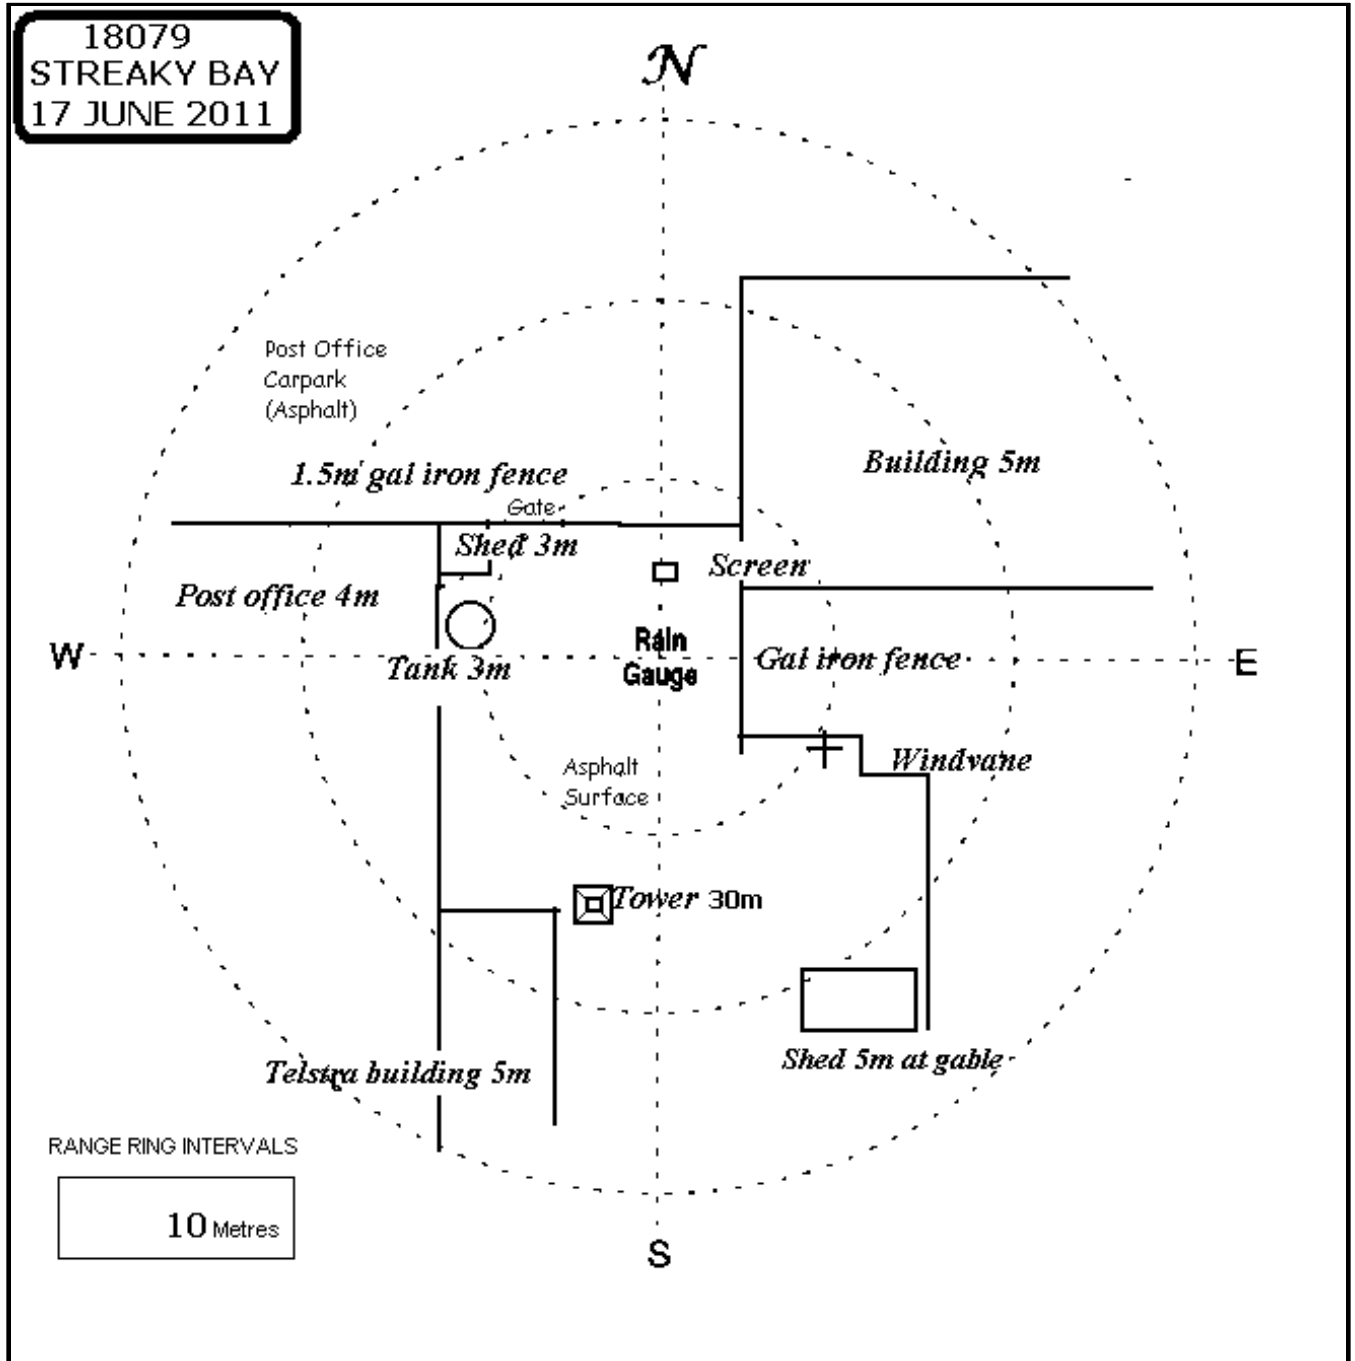 18079
STREAKY BAY
17 JUNE 2011
N
Post Office
Carpark
(Asphalt)
Building 5m
1.5m gal iron fence
Gate
Shed 3m
Screen
Post office 4m
Rain
Gauge
W
Tank 3m
Gal iron fence
E
Windvane
Asphalt
Surface
Tower 30m
Shed 5m at gable
Telstra building 5m
RANGE RING INTERVALS
10 Metres
S